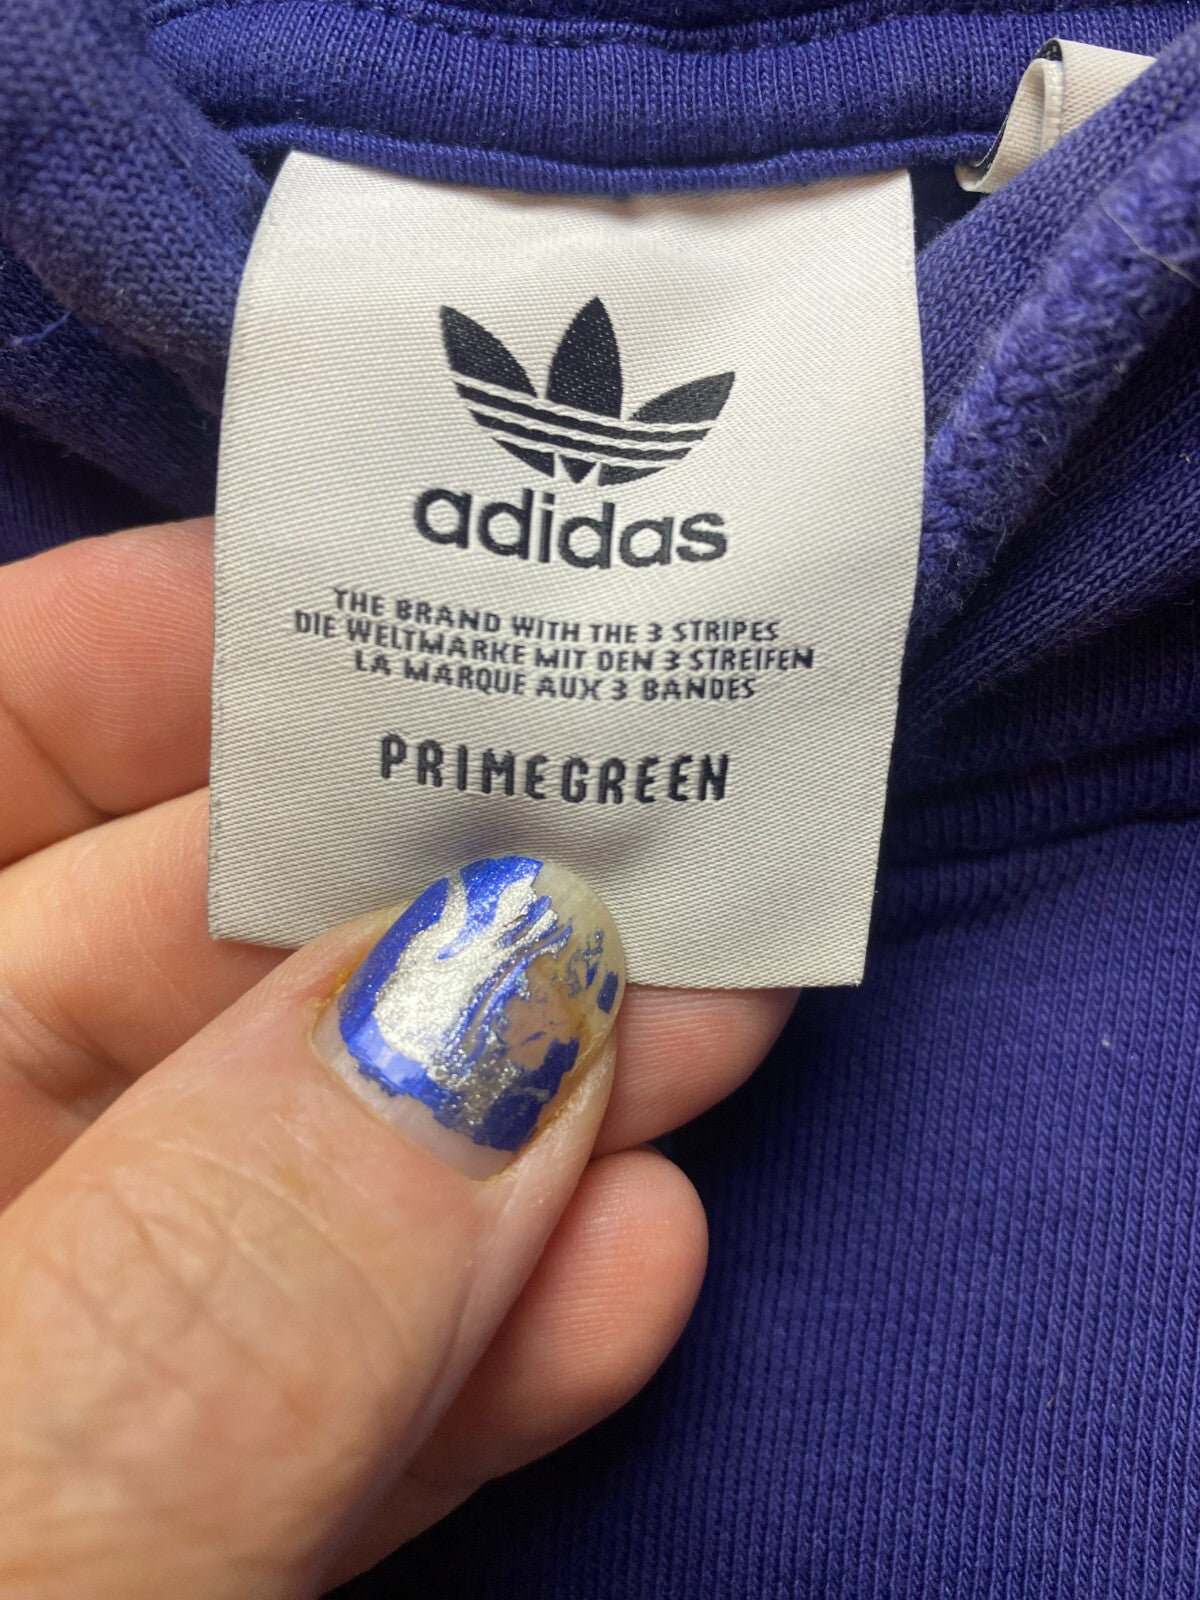 adidas
THE BRAND WITH THE 3 STRIPES
DIE WELTMARKE MIT DEN 3 STREIFEN
LA MARQUE AUX 3 BANDES
PRIMEGREEN